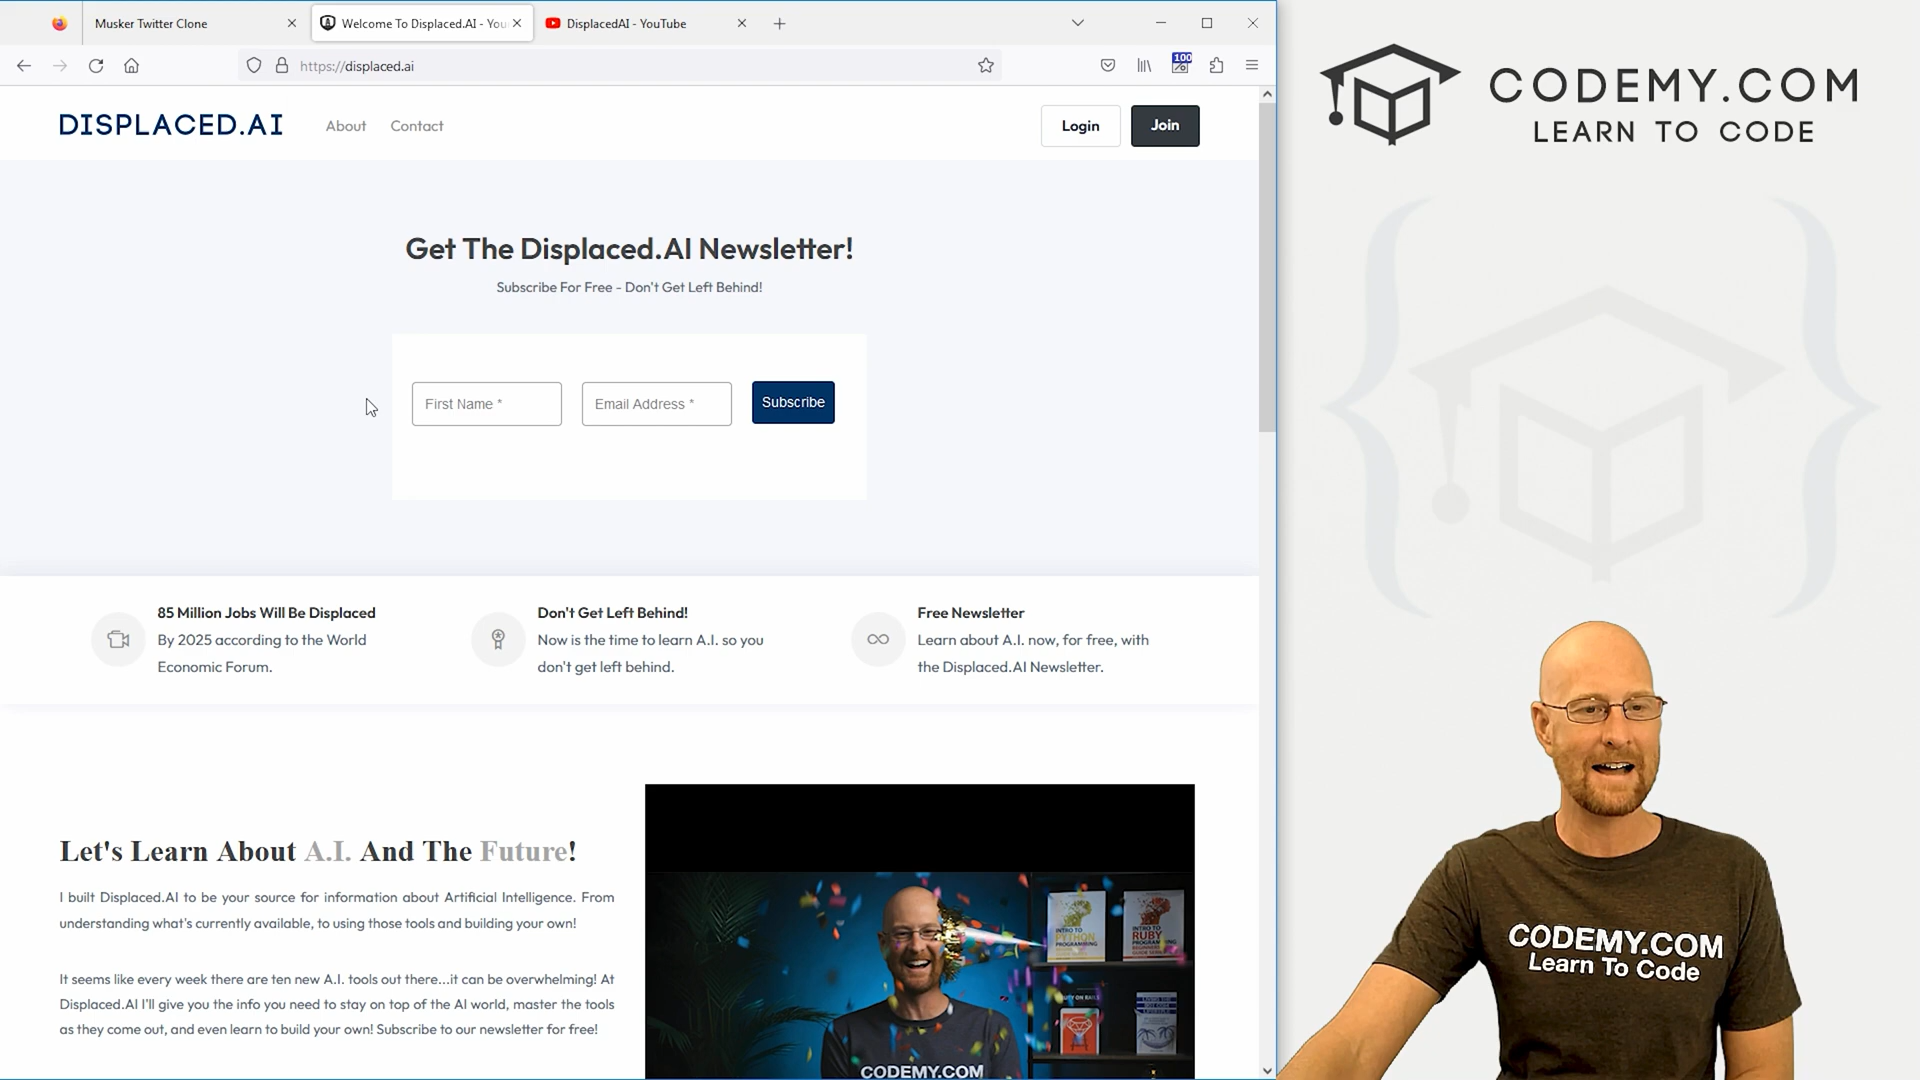 Musker Twitter Clone
Welcome To Displaced.AI - You
DisplacedAI - YouTube
https://displaced.ai
100
%
DISPLACED.AI
About
Contact
Login
Join
Get The Displaced.AI Newsletter!
Subscribe For Free - Don't Get Left Behind!
First Name *
Email Address *
Subscribe
85 Million Jobs Will Be Displaced
By 2025 according to the World
Economic Forum.
Don't Get Left Behind!
Now is the time to learn A.I. so you
don't get left behind.
Free Newsletter
Learn about A.I. now, for free, with
the Displaced.AI Newsletter.
Let's Learn About A.I. And The Future!
I built Displaced.AI to be your source for information about Artificial Intelligence. From
understanding what's currently available, to using those tools and building your own!
It seems like every week there are ten new A.I. tools out there...it can be overwhelming! At
Displaced.AI I'll give you the info you need to stay on top of the AI world, master the tools
as they come out, and even learn to build your own! Subscribe to our newsletter for free!
INTRO TO
PYTHON
PROGRAMMING
INTRO TO
RUBY
PROGRAMMING
CODEMY.COM
CODEMY.COM
LEARN TO CODE
CODEMY.COM
Learn To Code